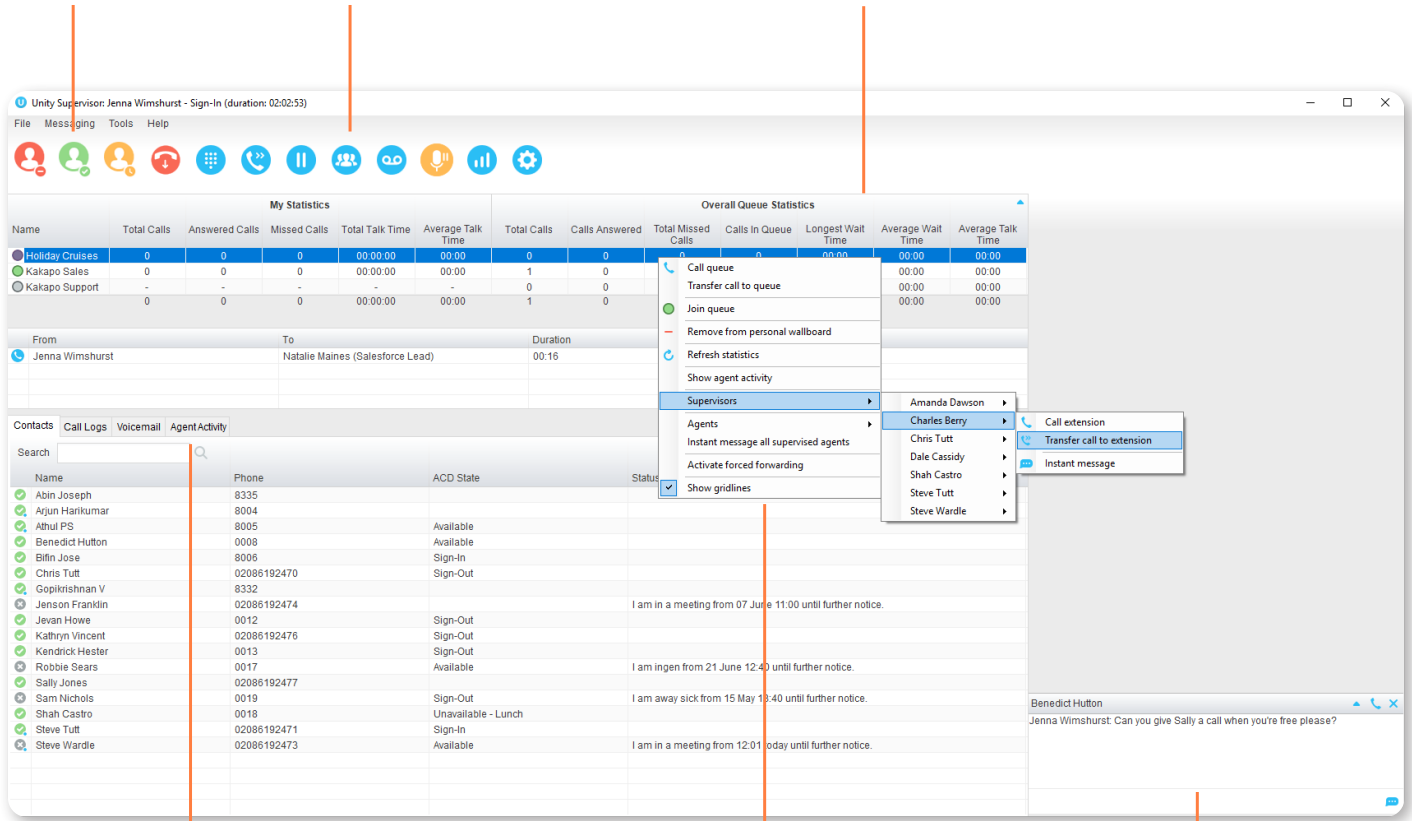 Unity Supervisor: Jenna Wimshurst - Sign-In (duration: 02:02:53)
File Messaging Tools Help
My Statistics Overall Queue Statistics
Name Total Calls Answered Calls Missed Calls Total Talk Time Average Talk Time Total Calls Calls Answered Total Missed Calls Calls In Queue Longest Wait Time Average Wait Time Average Talk Time
Holiday Cruises 0 0 0 00:00:00 00:00 0 0 0 0 00:00 00:00 00:00
Kakapo Sales 0 0 0 00:00:00 00:00 1 0 00:00 00:00
Kakapo Support - - - - - 0 0 00:00 00:00
0 0 0 00:00:00 00:00 1 0 00:00 00:00
From To Duration
Jenna Wimshurst Natalie Maines (Salesforce Lead) 00:16
Call queue
Transfer call to queue
Join queue
Remove from personal wallboard
Refresh statistics
Show agent activity
Supervisors
Agents
Instant message all supervised agents
Activate forced forwarding
Show gridlines
Amanda Dawson
Charles Berry
Chris Tutt
Dale Cassidy
Shah Castro
Steve Tutt
Steve Wardle
Call extension
Transfer call to extension
Instant message
Contacts Call Logs Voicemail Agent Activity
Search
Name Phone ACD State Status
Abin Joseph 8335
Arjun Harikumar 8004
Athul PS 8005 Available
Benedict Hutton 0008 Available
Bifin Jose 8006 Sign-In
Chris Tutt 02086192470 Sign-Out
Gopikrishnan V 8332
Jenson Franklin 02086192474 I am in a meeting from 07 June 11:00 until further notice.
Jevan Howe 0012 Sign-Out
Kathryn Vincent 02086192476 Sign-Out
Kendrick Hester 0013 Sign-Out
Robbie Sears 0017 Available I am ingen from 21 June 12:40 until further notice.
Sally Jones 02086192477
Sam Nichols 0019 Sign-Out I am away sick from 15 May 13:40 until further notice.
Shah Castro 0018 Unavailable - Lunch
Steve Tutt 02086192471 Sign-In
Steve Wardle 02086192473 Available I am in a meeting from 12:01 today until further notice.
Benedict Hutton
Jenna Wimshurst: Can you give Sally a call when you're free please?